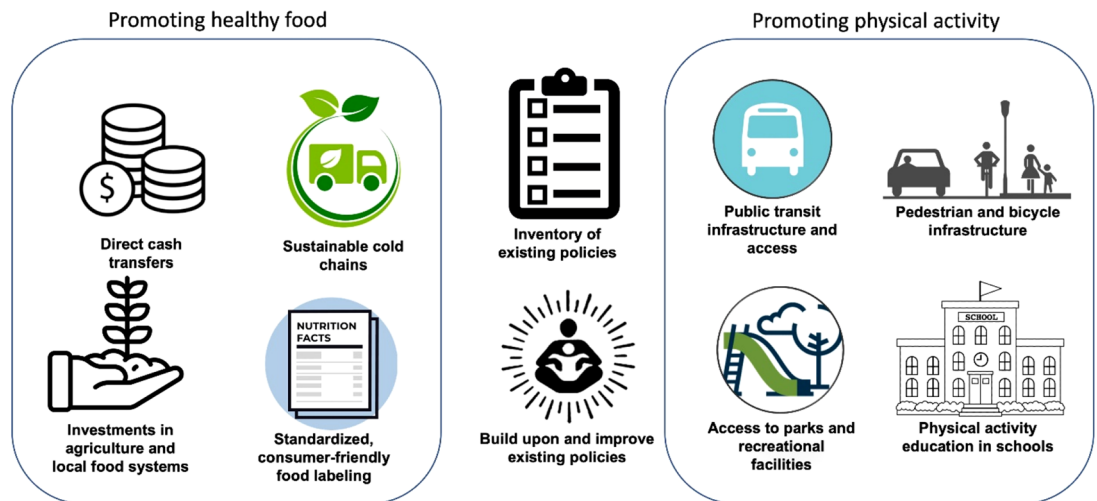 Promoting healthy food
Promoting physical activity
$
Direct cash
transfers
Sustainable cold
chains
NUTRITION
FACTS
Investments in
agriculture and
local food systems
Standardized,
consumer-friendly
food labeling
Inventory of
existing policies
Build upon and improve
existing policies
Public transit
infrastructure and
access
Pedestrian and bicycle
infrastructure
SCHOOL
Access to parks and
recreational
facilities
Physical activity
education in schools